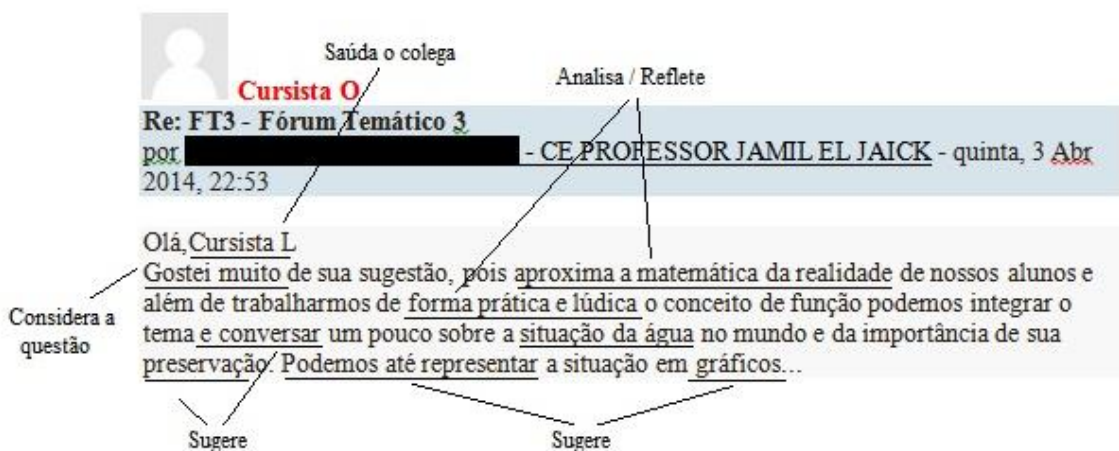 Saúda o colega
Analisa / Reflete
Cursista O
Re: FT3 - Fórum Temático 3
por - CE PROFESSOR JAMIL EL JAICK - quinta, 3 Abr
2014, 22:53
Olá,Cursista L
Gostei muito de sua sugestão, pois aproxima a matemática da realidade de nossos alunos e
além de trabalharmos de forma prática e lúdica o conceito de função podemos integrar o
tema e conversar um pouco sobre a situação da água no mundo e da importância de sua
preservação. Podemos até representar a situação em gráficos...
Considera a
questão
Sugere
Sugere